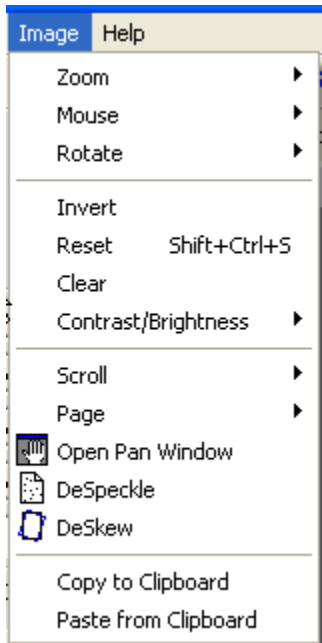 Image Help
Zoom
Mouse
Rotate
Invert
Reset Shift+Ctrl+S
Clear
Contrast/Brightness
Scroll
Page
Open Pan Window
DeSpeckle
DeSkew
Copy to Clipboard
Paste from Clipboard